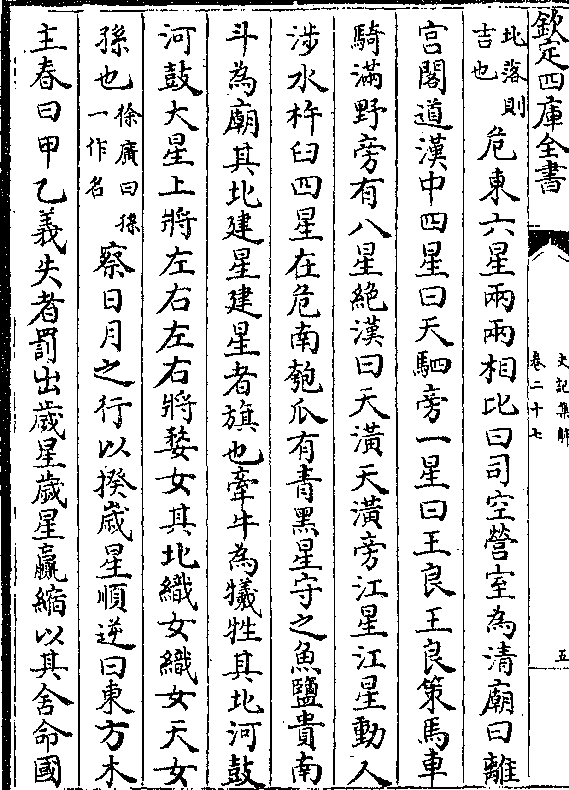 欽定四庫全書
史記集解
卷二十七
五
北落則
吉也
危東六星兩兩相比曰司空營室為清廟曰離
宫閣道漢中四星曰天駟旁一星曰王良王良策馬車
騎滿野旁有八星絶漢曰天潢天潢旁江星江星動人
涉水杵臼四星在危南匏瓜有青黑星守之魚鹽貴南
斗為廟其北建星建星者旗也牽牛為犧牲其北河鼓
河鼓大星上將左右左右將婺女其北織女織女天女
孫也
徐廣曰孫
一作名
察日月之行以揆歲星順逆曰東方木
主春曰甲乙義失者罰出歲星歲星贏縮以其舍命國